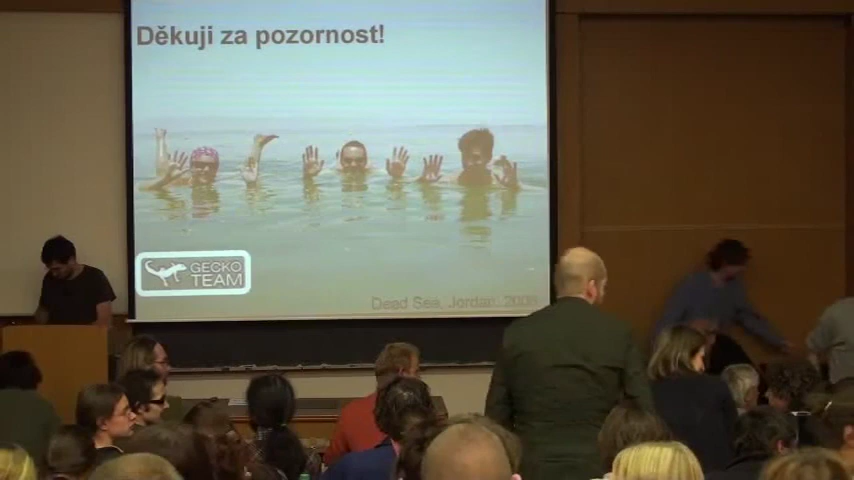 Děkuji za pozornost!
GECKO
TEAM
Dead Sea, Jordan, 2008